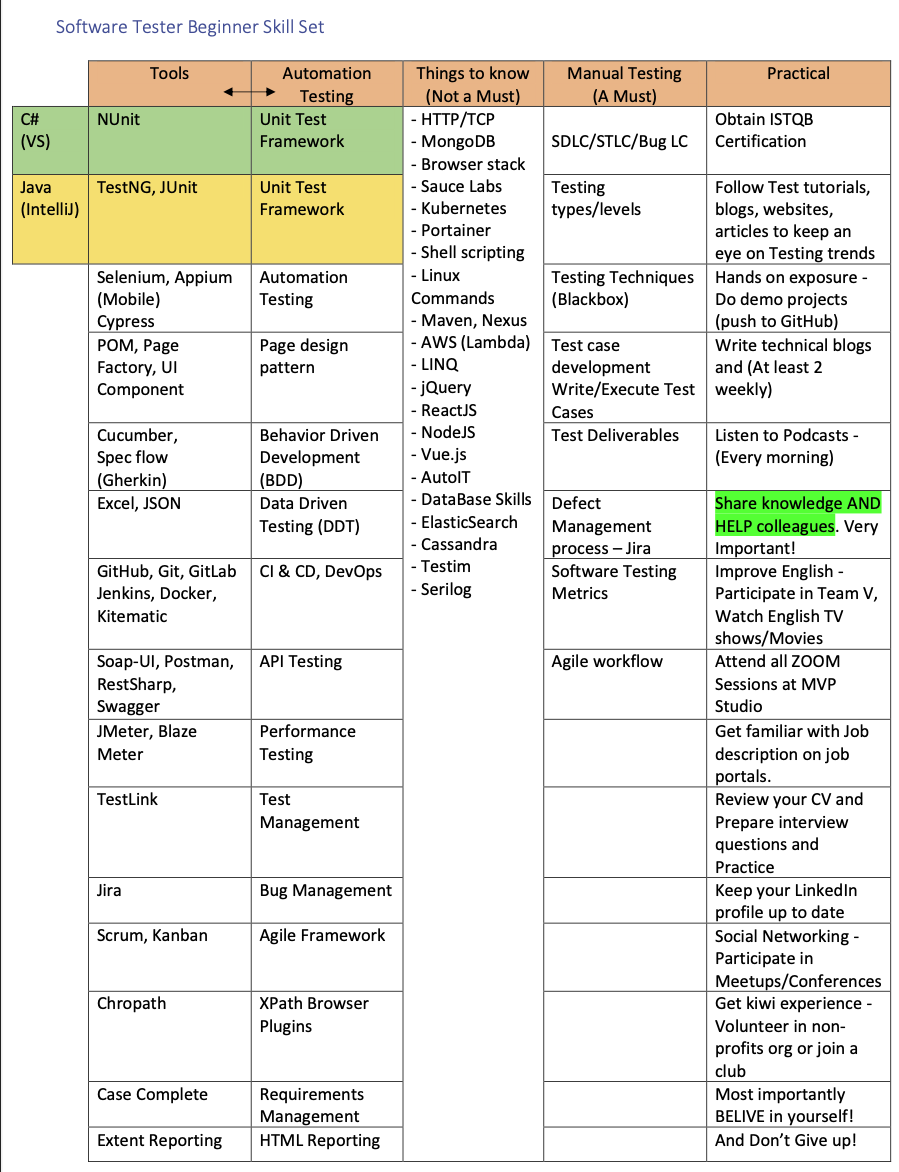 Software Tester Beginner Skill Set
Tools
Automation
Testing
Things to know
(Not a Must)
Manual Testing
(A Must)
Practical
C#
(VS)
NUnit
Unit Test
Framework
- HTTP/TCP
- MongoDB
- Browser stack
- Sauce Labs
- Kubernetes
- Portainer
- Shell scripting
- Linux
Commands
- Maven, Nexus
- AWS (Lambda)
- LINQ
- jQuery
- ReactJS
- NodeJS
- Vue.js
- AutoIT
- DataBase Skills
- ElasticSearch
- Cassandra
- Testim
- Serilog
SDLC/STLC/Bug LC
Obtain ISTQB
Certification
Java
(IntelliJ)
TestNG, JUnit
Unit Test
Framework
Testing
types/levels
Follow Test tutorials,
blogs, websites,
articles to keep an
eye on Testing trends
Selenium, Appium
(Mobile)
Cypress
Automation
Testing
Testing Techniques
(Blackbox)
Hands on exposure -
Do demo projects
(push to GitHub)
POM, Page
Factory, UI
Component
Page design
pattern
Test case
development
Write/Execute Test
Cases
Write technical blogs
and (At least 2
weekly)
Cucumber,
Spec flow
(Gherkin)
Behavior Driven
Development
(BDD)
Test Deliverables
Listen to Podcasts -
(Every morning)
Excel, JSON
Data Driven
Testing (DDT)
Defect
Management
process – Jira
Share knowledge AND
HELP colleagues. Very
Important!
GitHub, Git, GitLab
Jenkins, Docker,
Kitematic
CI & CD, DevOps
Software Testing
Metrics
Improve English -
Participate in Team V,
Watch English TV
shows/Movies
Soap-UI, Postman,
RestSharp,
Swagger
API Testing
Agile workflow
Attend all ZOOM
Sessions at MVP
Studio
JMeter, Blaze
Meter
Performance
Testing
Get familiar with Job
description on job
portals.
TestLink
Test
Management
Review your CV and
Prepare interview
questions and
Practice
Jira
Bug Management
Keep your LinkedIn
profile up to date
Scrum, Kanban
Agile Framework
Social Networking -
Participate in
Meetups/Conferences
Chropath
XPath Browser
Plugins
Get kiwi experience -
Volunteer in non-
profits org or join a
club
Case Complete
Requirements
Management
Most importantly
BELIVE in yourself!
Extent Reporting
HTML Reporting
And Don’t Give up!